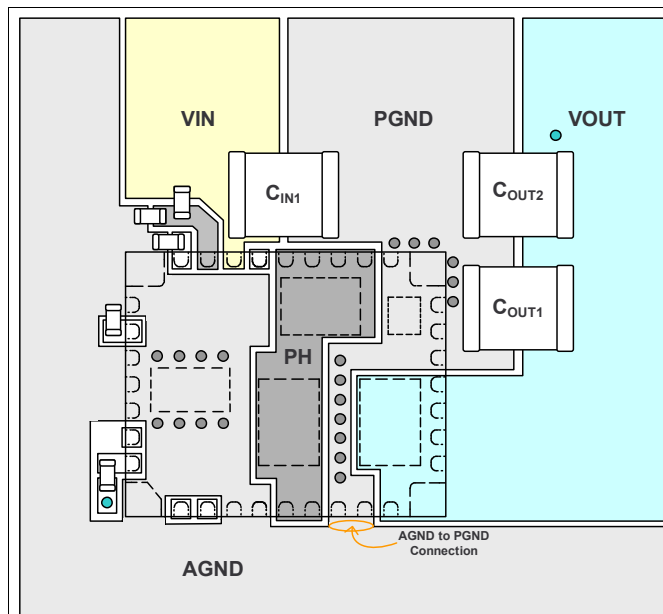 VIN
PGND
VOUT
CIN1
COUT2
COUT1
PH
AGND to PGND
Connection
AGND